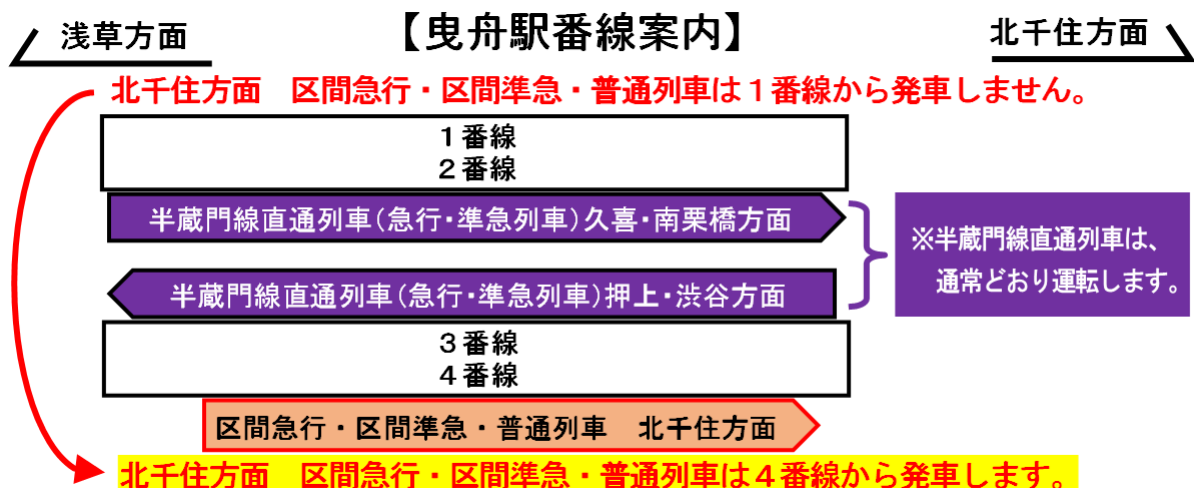 浅草方面
【曳舟駅番線案内】
北千住方面
北千住方面　区間急行・区間準急・普通列車は１番線から発車しません。
１番線
２番線
半蔵門線直通列車（急行・準急列車）久喜・南栗橋方面
※半蔵門線直通列車は、
通常どおり運転します。
半蔵門線直通列車（急行・準急列車）押上・渋谷方面
３番線
４番線
区間急行・区間準急・普通列車　北千住方面
北千住方面　区間急行・区間準急・普通列車は４番線から発車します。